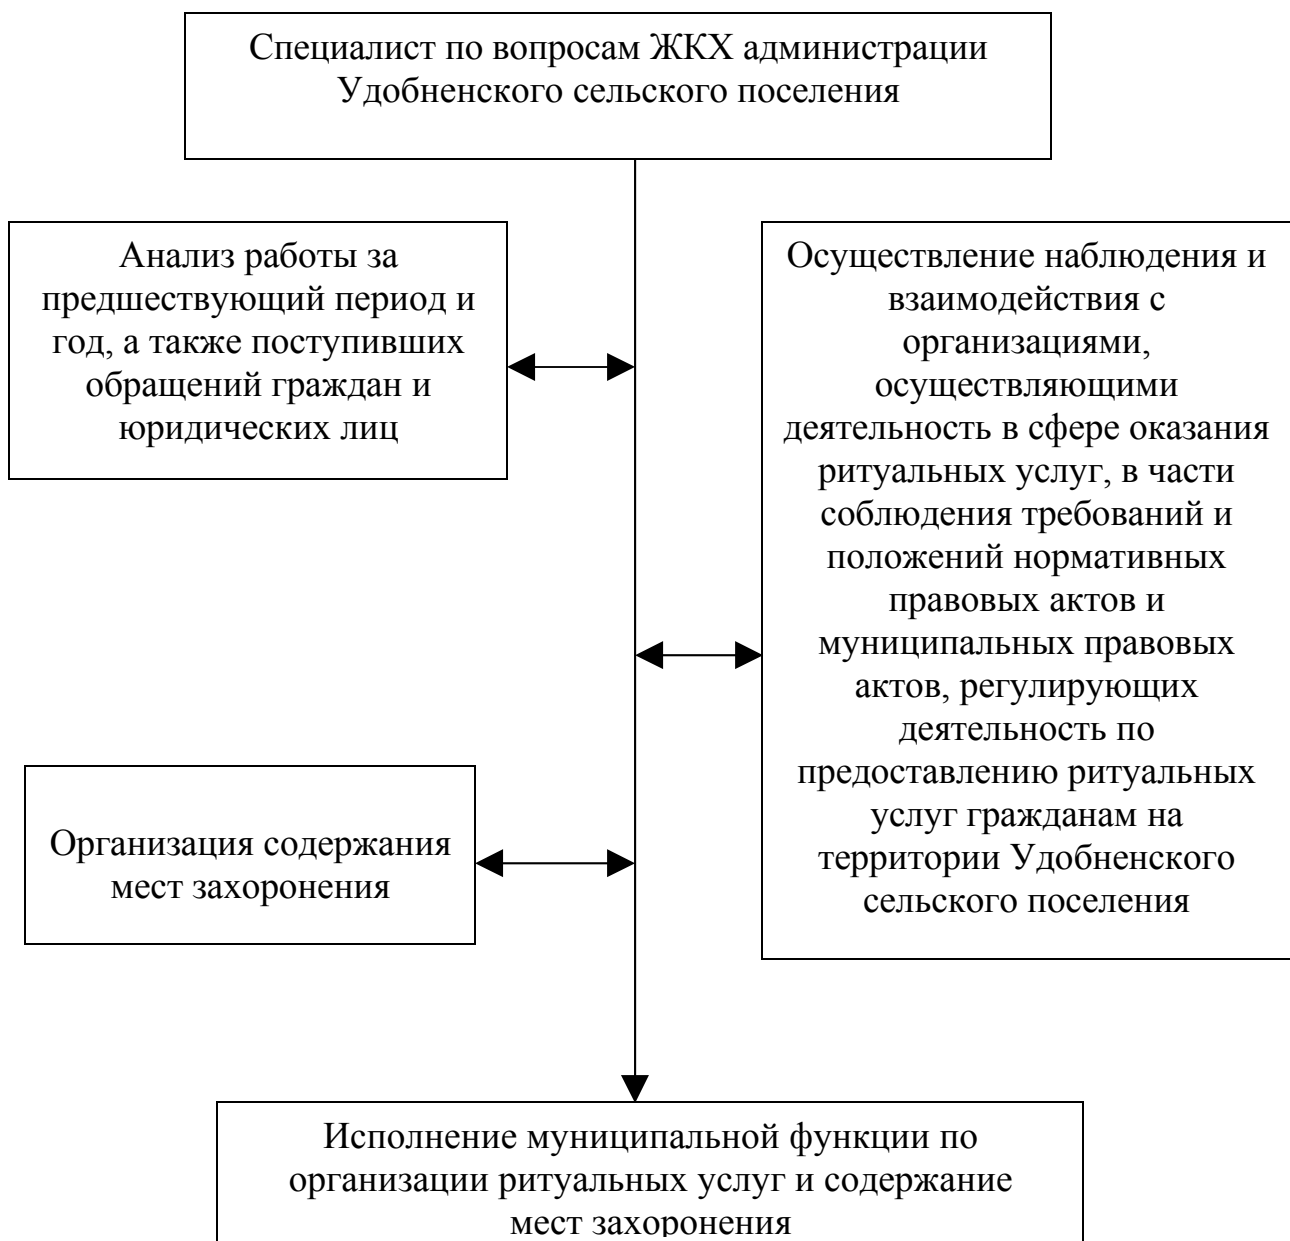 Специалист по вопросам ЖКХ администрации
Удобненского сельского поселения
Анализ работы за
предшествующий период и
год, а также поступивших
обращений граждан и
юридических лиц
Осуществление наблюдения и
взаимодействия с
организациями,
осуществляющими
деятельность в сфере оказания
ритуальных услуг, в части
соблюдения требований и
положений нормативных
правовых актов и
муниципальных правовых
актов, регулирующих
деятельность по
предоставлению ритуальных
услуг гражданам на
территории Удобненского
сельского поселения
Организация содержания
мест захоронения
Исполнение муниципальной функции по
организации ритуальных услуг и содержание
мест захоронения